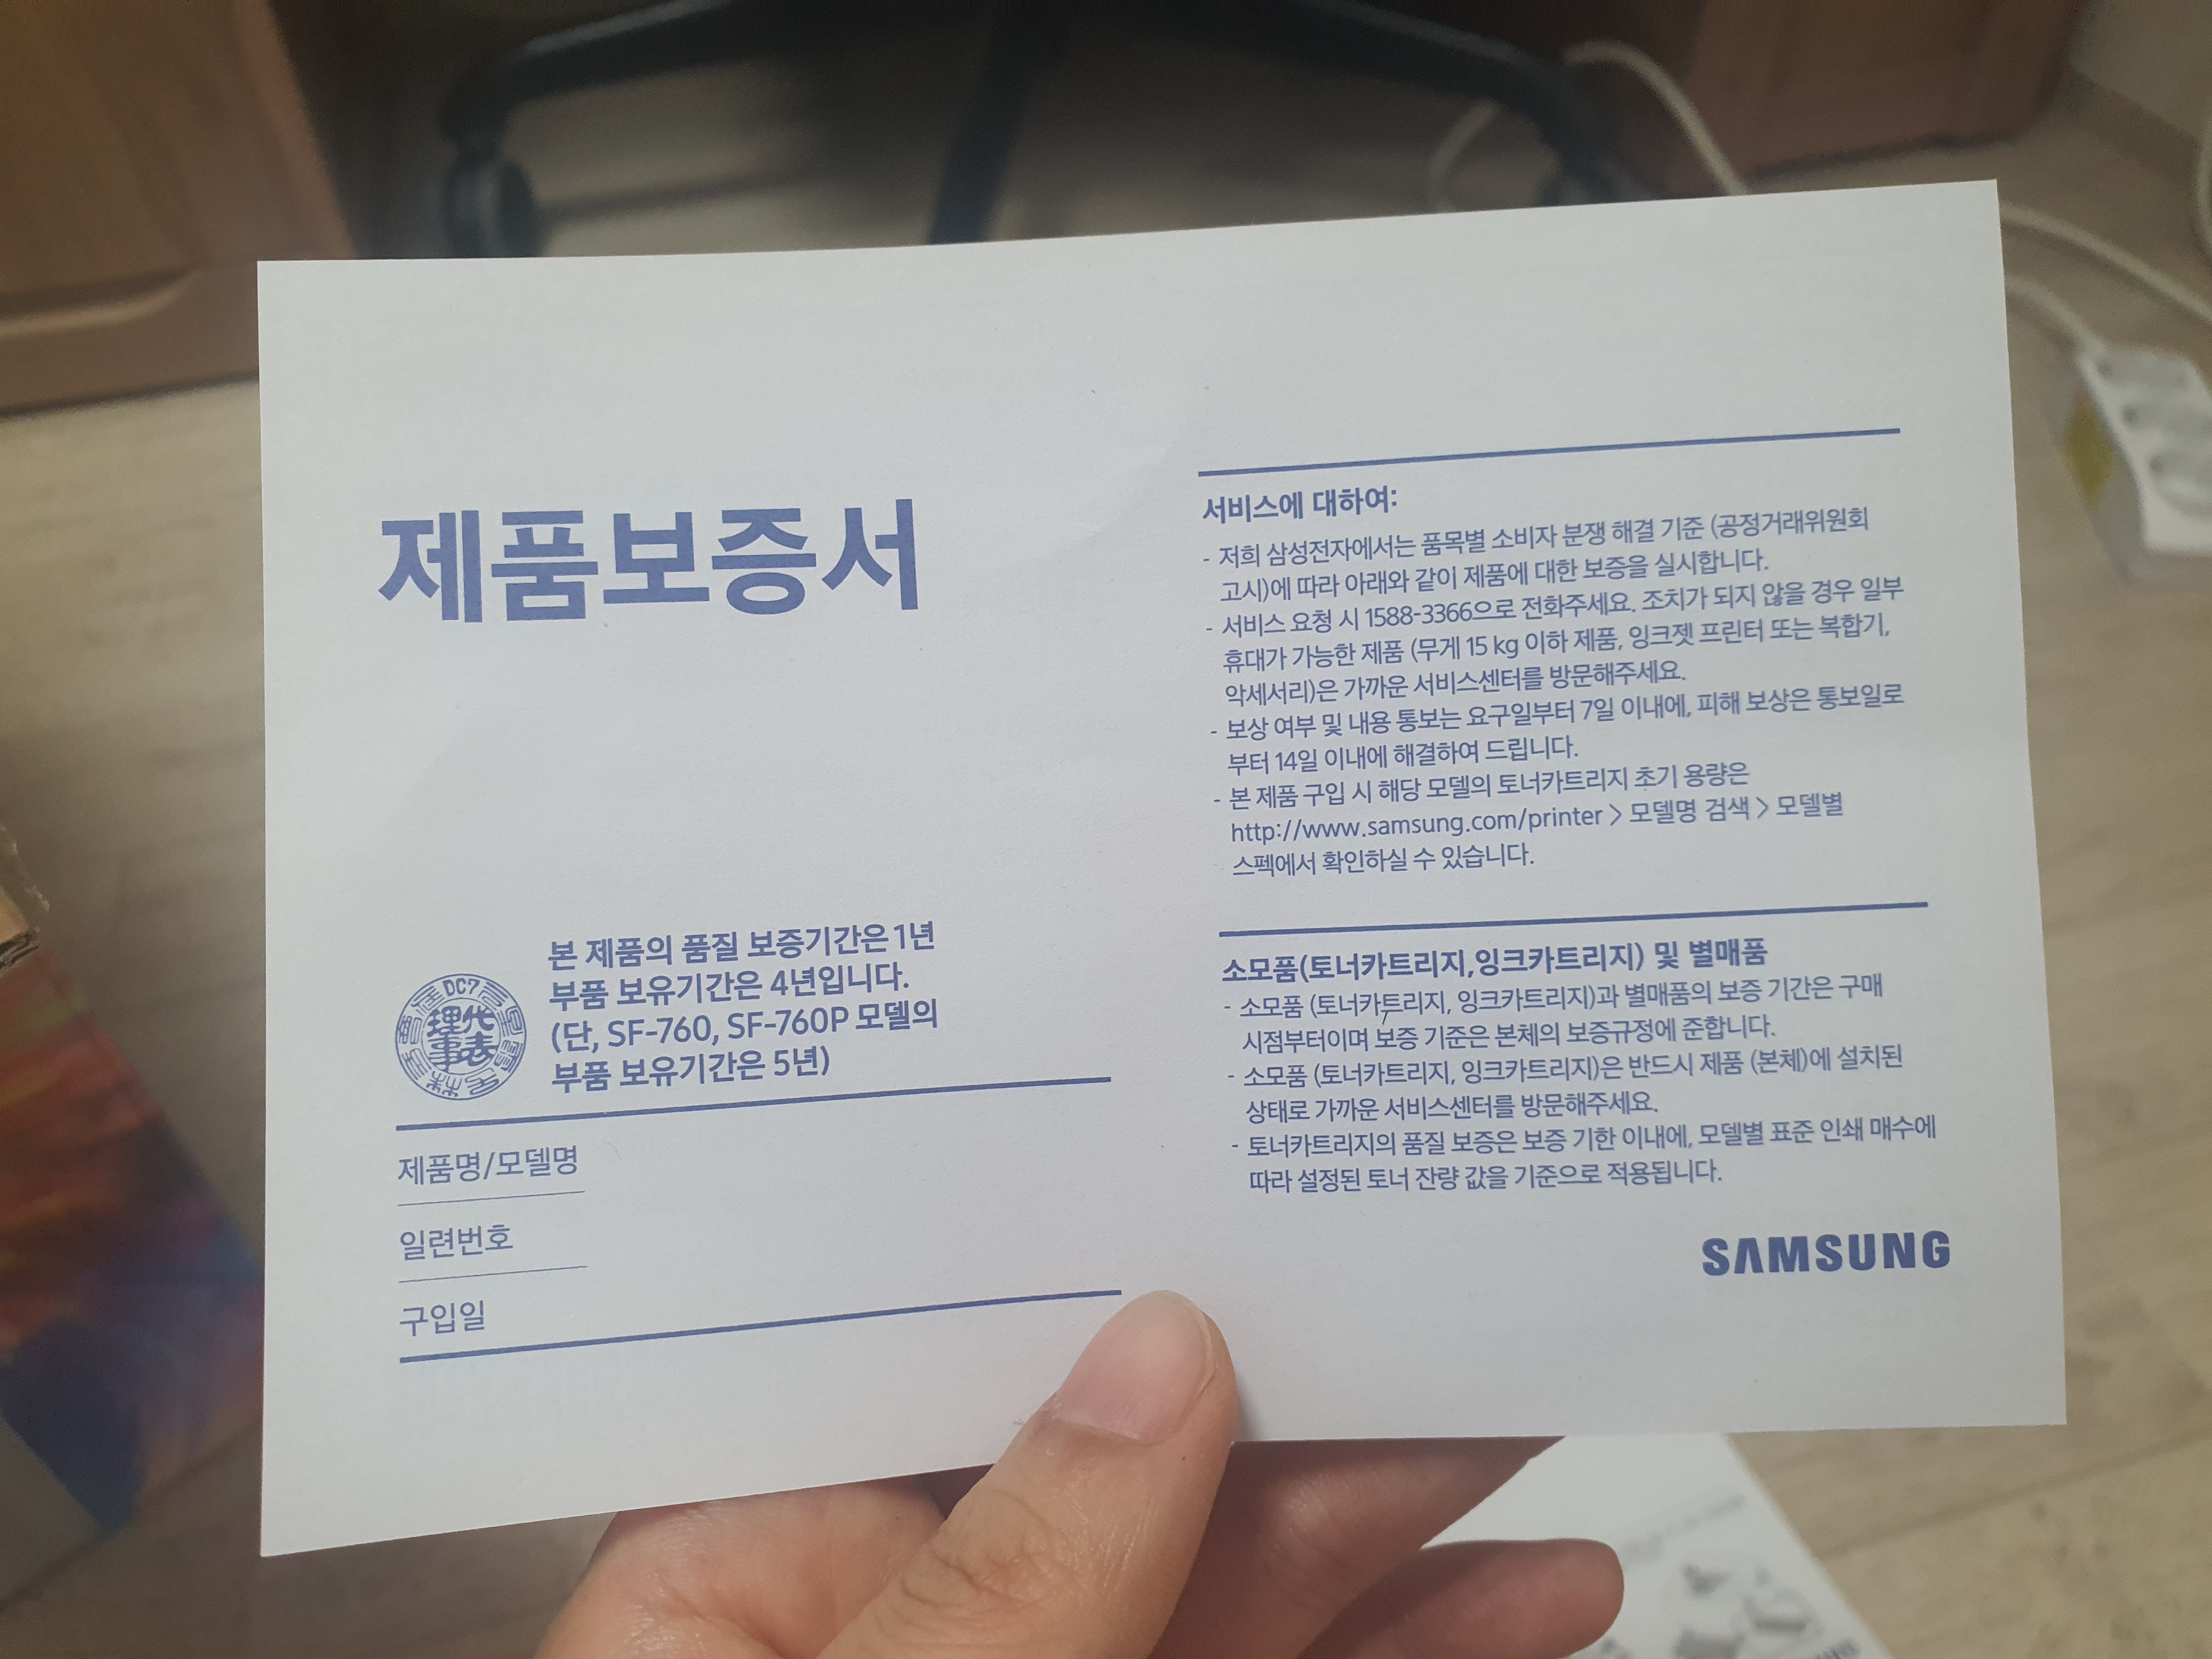 제품보증서
본 제품의 품질 보증기간은 1년
부품 보유기간은 4년입니다.
(단, SF-760, SF-760P 모델의
부품 보유기간은 5년)
DC7
理代
事表
제품명/모델명
일련번호
구입일
서비스에 대하여:
- 저희 삼성전자에서는 품목별 소비자 분쟁 해결 기준 (공정거래위원회
고시)에 따라 아래와 같이 제품에 대한 보증을 실시합니다.
- 서비스 요청 시 1588-3366으로 전화주세요. 조치가 되지 않을 경우 일부
휴대가 가능한 제품 (무게 15 kg 이하 제품, 잉크젯 프린터 또는 복합기,
악세서리)은 가까운 서비스센터를 방문해주세요.
- 보상 여부 및 내용 통보는 요구일부터 7일 이내에, 피해 보상은 통보일로
부터 14일 이내에 해결하여 드립니다.
- 본 제품 구입 시 해당 모델의 토너카트리지 초기 용량은
http://www.samsung.com/printer > 모델명 검색 > 모델별
스펙에서 확인하실 수 있습니다.
소모품(토너카트리지,잉크카트리지) 및 별매품
- 소모품 (토너카트리지, 잉크카트리지)과 별매품의 보증 기간은 구매
시점부터이며 보증 기준은 본체의 보증규정에 준합니다.
- 소모품 (토너카트리지, 잉크카트리지)은 반드시 제품 (본체)에 설치된
상태로 가까운 서비스센터를 방문해주세요.
- 토너카트리지의 품질 보증은 보증 기한 이내에, 모델별 표준 인쇄 매수에
따라 설정된 토너 잔량 값을 기준으로 적용됩니다.
SAMSUNG